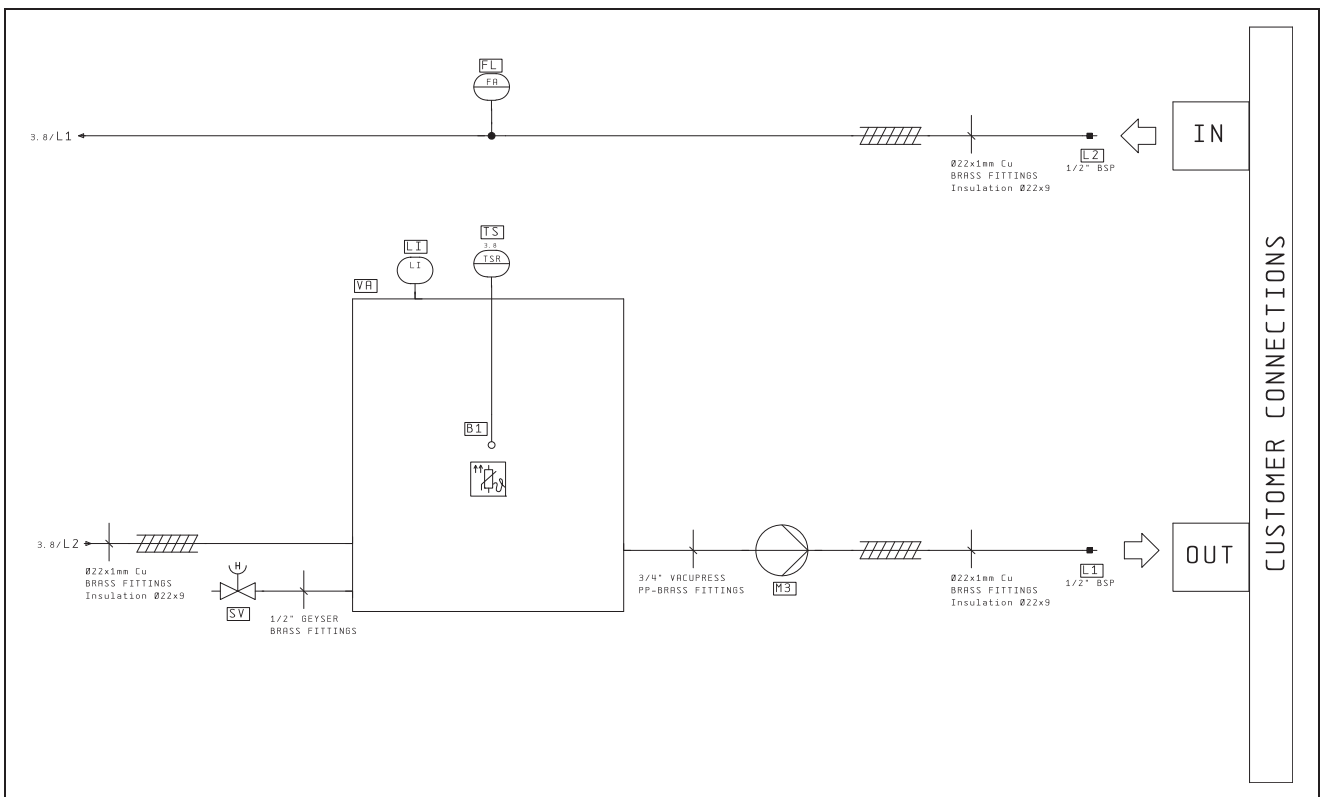 FL
FA
3.8/L1
IN
L2
1/2" BSP
Ø22x1mm Cu
BRASS FITTINGS
Insulation Ø22x9
TS
3.8
TSR
LI
LI
VA
CUSTOMER CONNECTIONS
B1
3.8/L2
Ø22x1mm Cu
BRASS FITTINGS
Insulation Ø22x9
H
SV
1/2" GEYSER
BRASS FITTINGS
3/4" VACUPRESS
PP-BRASS FITTINGS
M3
Ø22x1mm Cu
BRASS FITTINGS
Insulation Ø22x9
L1
1/2" BSP
OUT